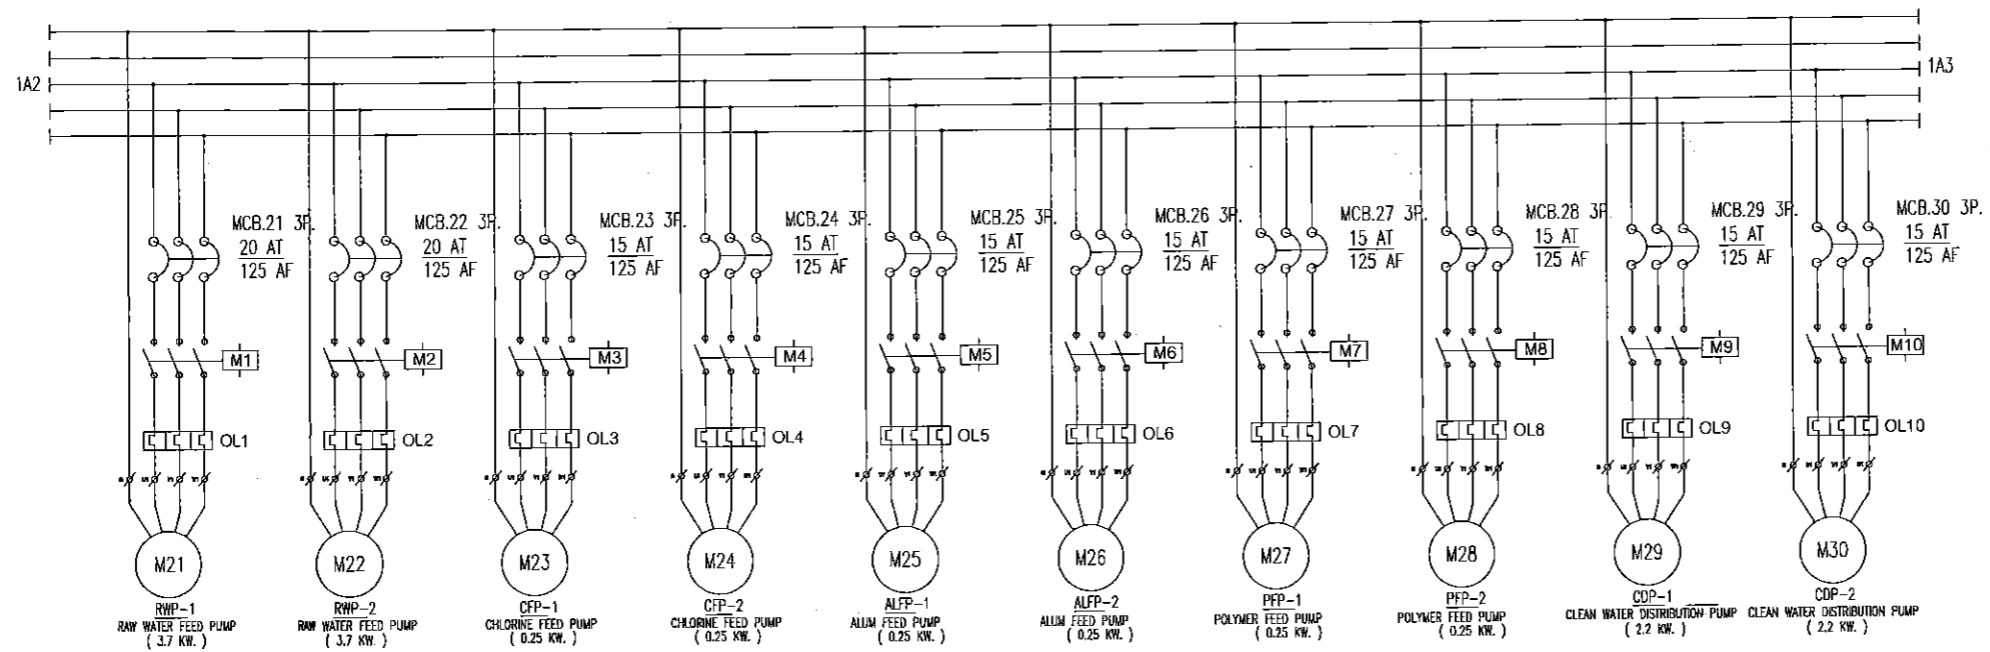 1A2
1A3
MCB.21 3P.
20 AT
125 AF
MCB.22 3P.
20 AT
125 AF
MCB.23 3P.
15 AT
125 AF
MCB.24 3P.
15 AT
125 AF
MCB.25 3P.
15 AT
125 AF
MCB.26 3P.
15 AT
125 AF
MCB.27 3P.
15 AT
125 AF
MCB.28 3P.
15 AT
125 AF
MCB.29 3P.
15 AT
125 AF
MCB.30 3P.
15 AT
125 AF
M1
M2
M3
M4
M5
M6
M7
M8
M9
M10
OL1
OL2
OL3
OL4
OL5
OL6
OL7
OL8
OL9
OL10
M21
RWP-1
RAW WATER FEED PUMP
( 3.7 KW. )
M22
RWP-2
RAW WATER FEED PUMP
( 3.7 KW. )
M23
CFP-1
CHLORINE FEED PUMP
( 0.25 KW. )
M24
CFP-2
CHLORINE FEED PUMP
( 0.25 KW. )
M25
ALFP-1
ALUM FEED PUMP
( 0.25 KW. )
M26
ALFP-2
ALUM FEED PUMP
( 0.25 KW. )
M27
PFP-1
POLYMER FEED PUMP
( 0.25 KW. )
M28
PFP-2
POLYMER FEED PUMP
( 0.25 KW. )
M29
CDP-1
CLEAN WATER DISTRIBUTION PUMP
( 2.2 KW. )
M30
CDP-2
CLEAN WATER DISTRIBUTION PUMP
( 2.2 KW. )